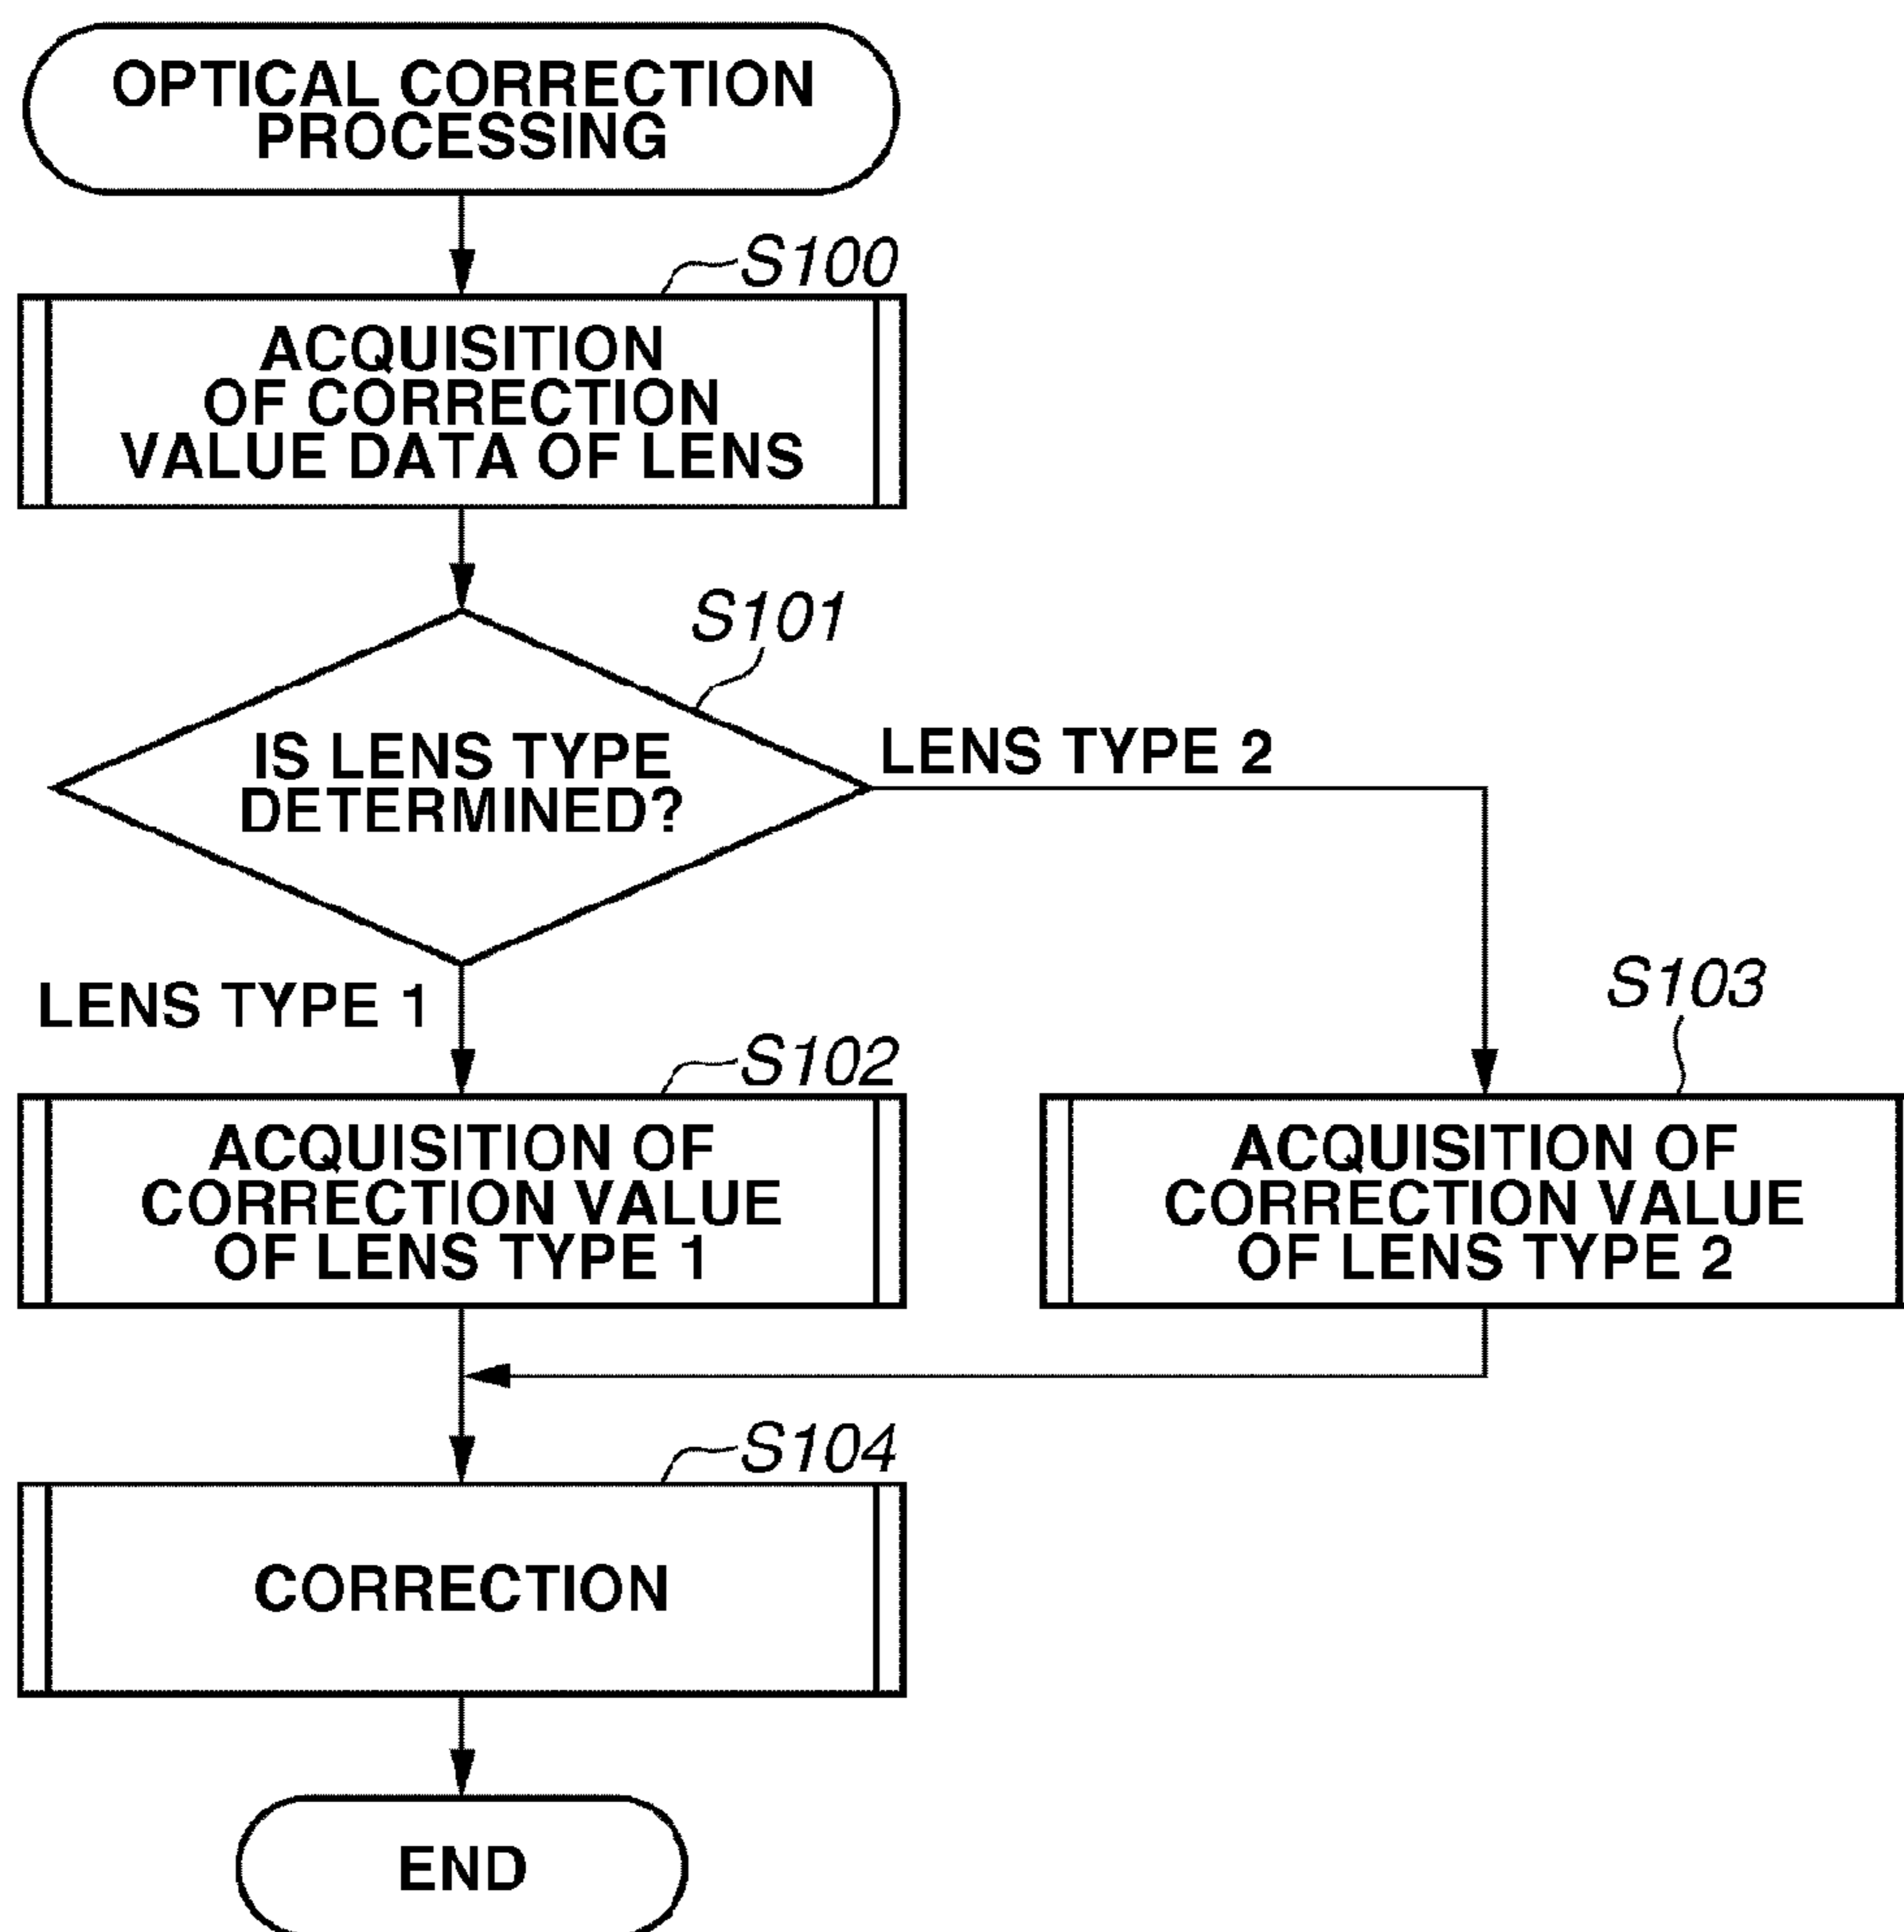 OPTICAL CORRECTION
PROCESSING
S100
ACQUISITION
OF CORRECTION
VALUE DATA OF LENS
S101
IS LENS TYPE
DETERMINED?
LENS TYPE 2
LENS TYPE 1
S102
ACQUISITION OF
CORRECTION VALUE
OF LENS TYPE 1
S103
ACQUISITION OF
CORRECTION VALUE
OF LENS TYPE 2
S104
CORRECTION
END